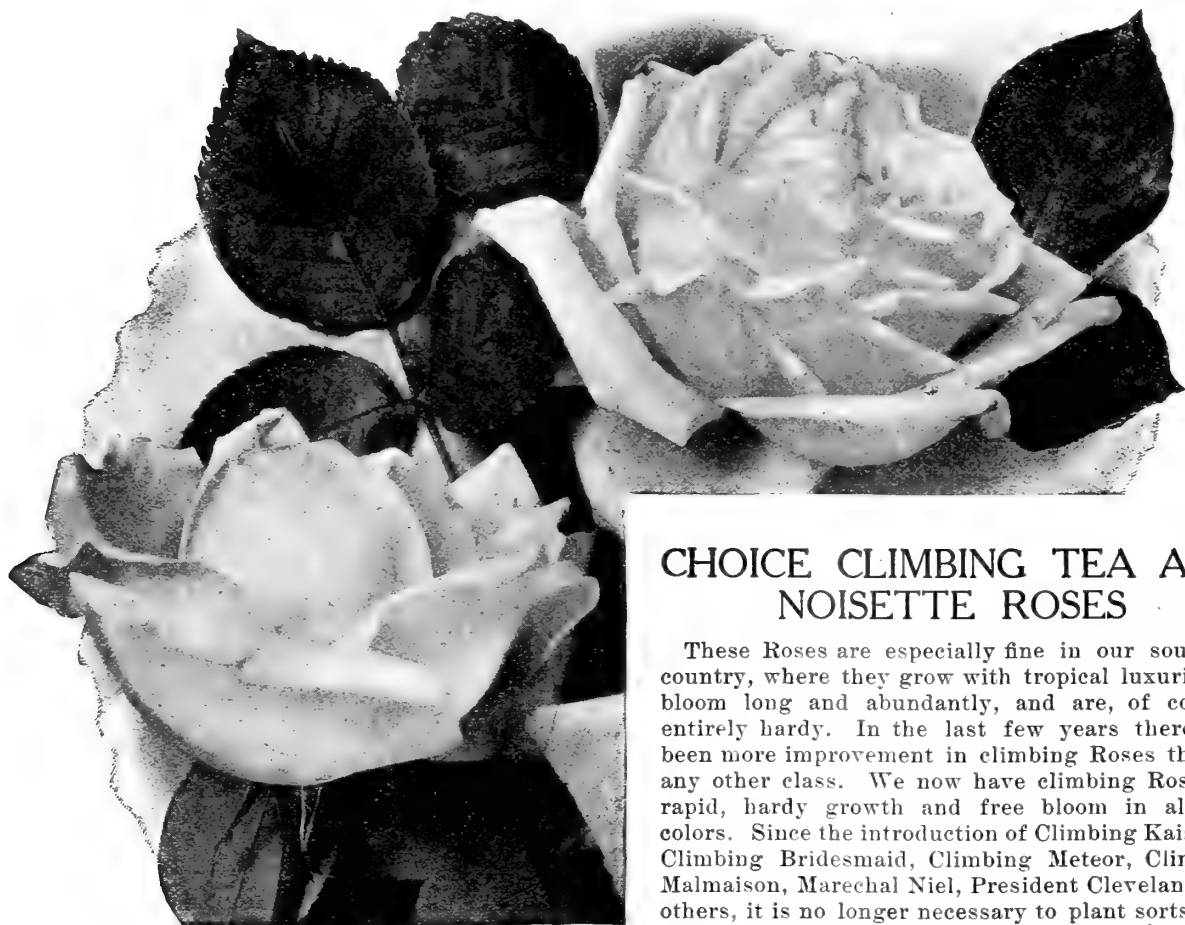 CHOICE CLIMBING TEA A
NOISETTE ROSES
These Roses are especially fine in our sou
country, where they grow with tropical luxuri
bloom long and abundantly, and are, of co
entirely hardy. In the last few years there
been more improvement in climbing Roses th
any other class. We now have climbing Ros
rapid, hardy growth and free bloom in al
colors. Since the introduction of Climbing Kai
Climbing Bridesmaid, Climbing Meteor, Clim
Malmaison, Marechal Niel, President Clevelan
others, it is no longer necessary to plant sorts